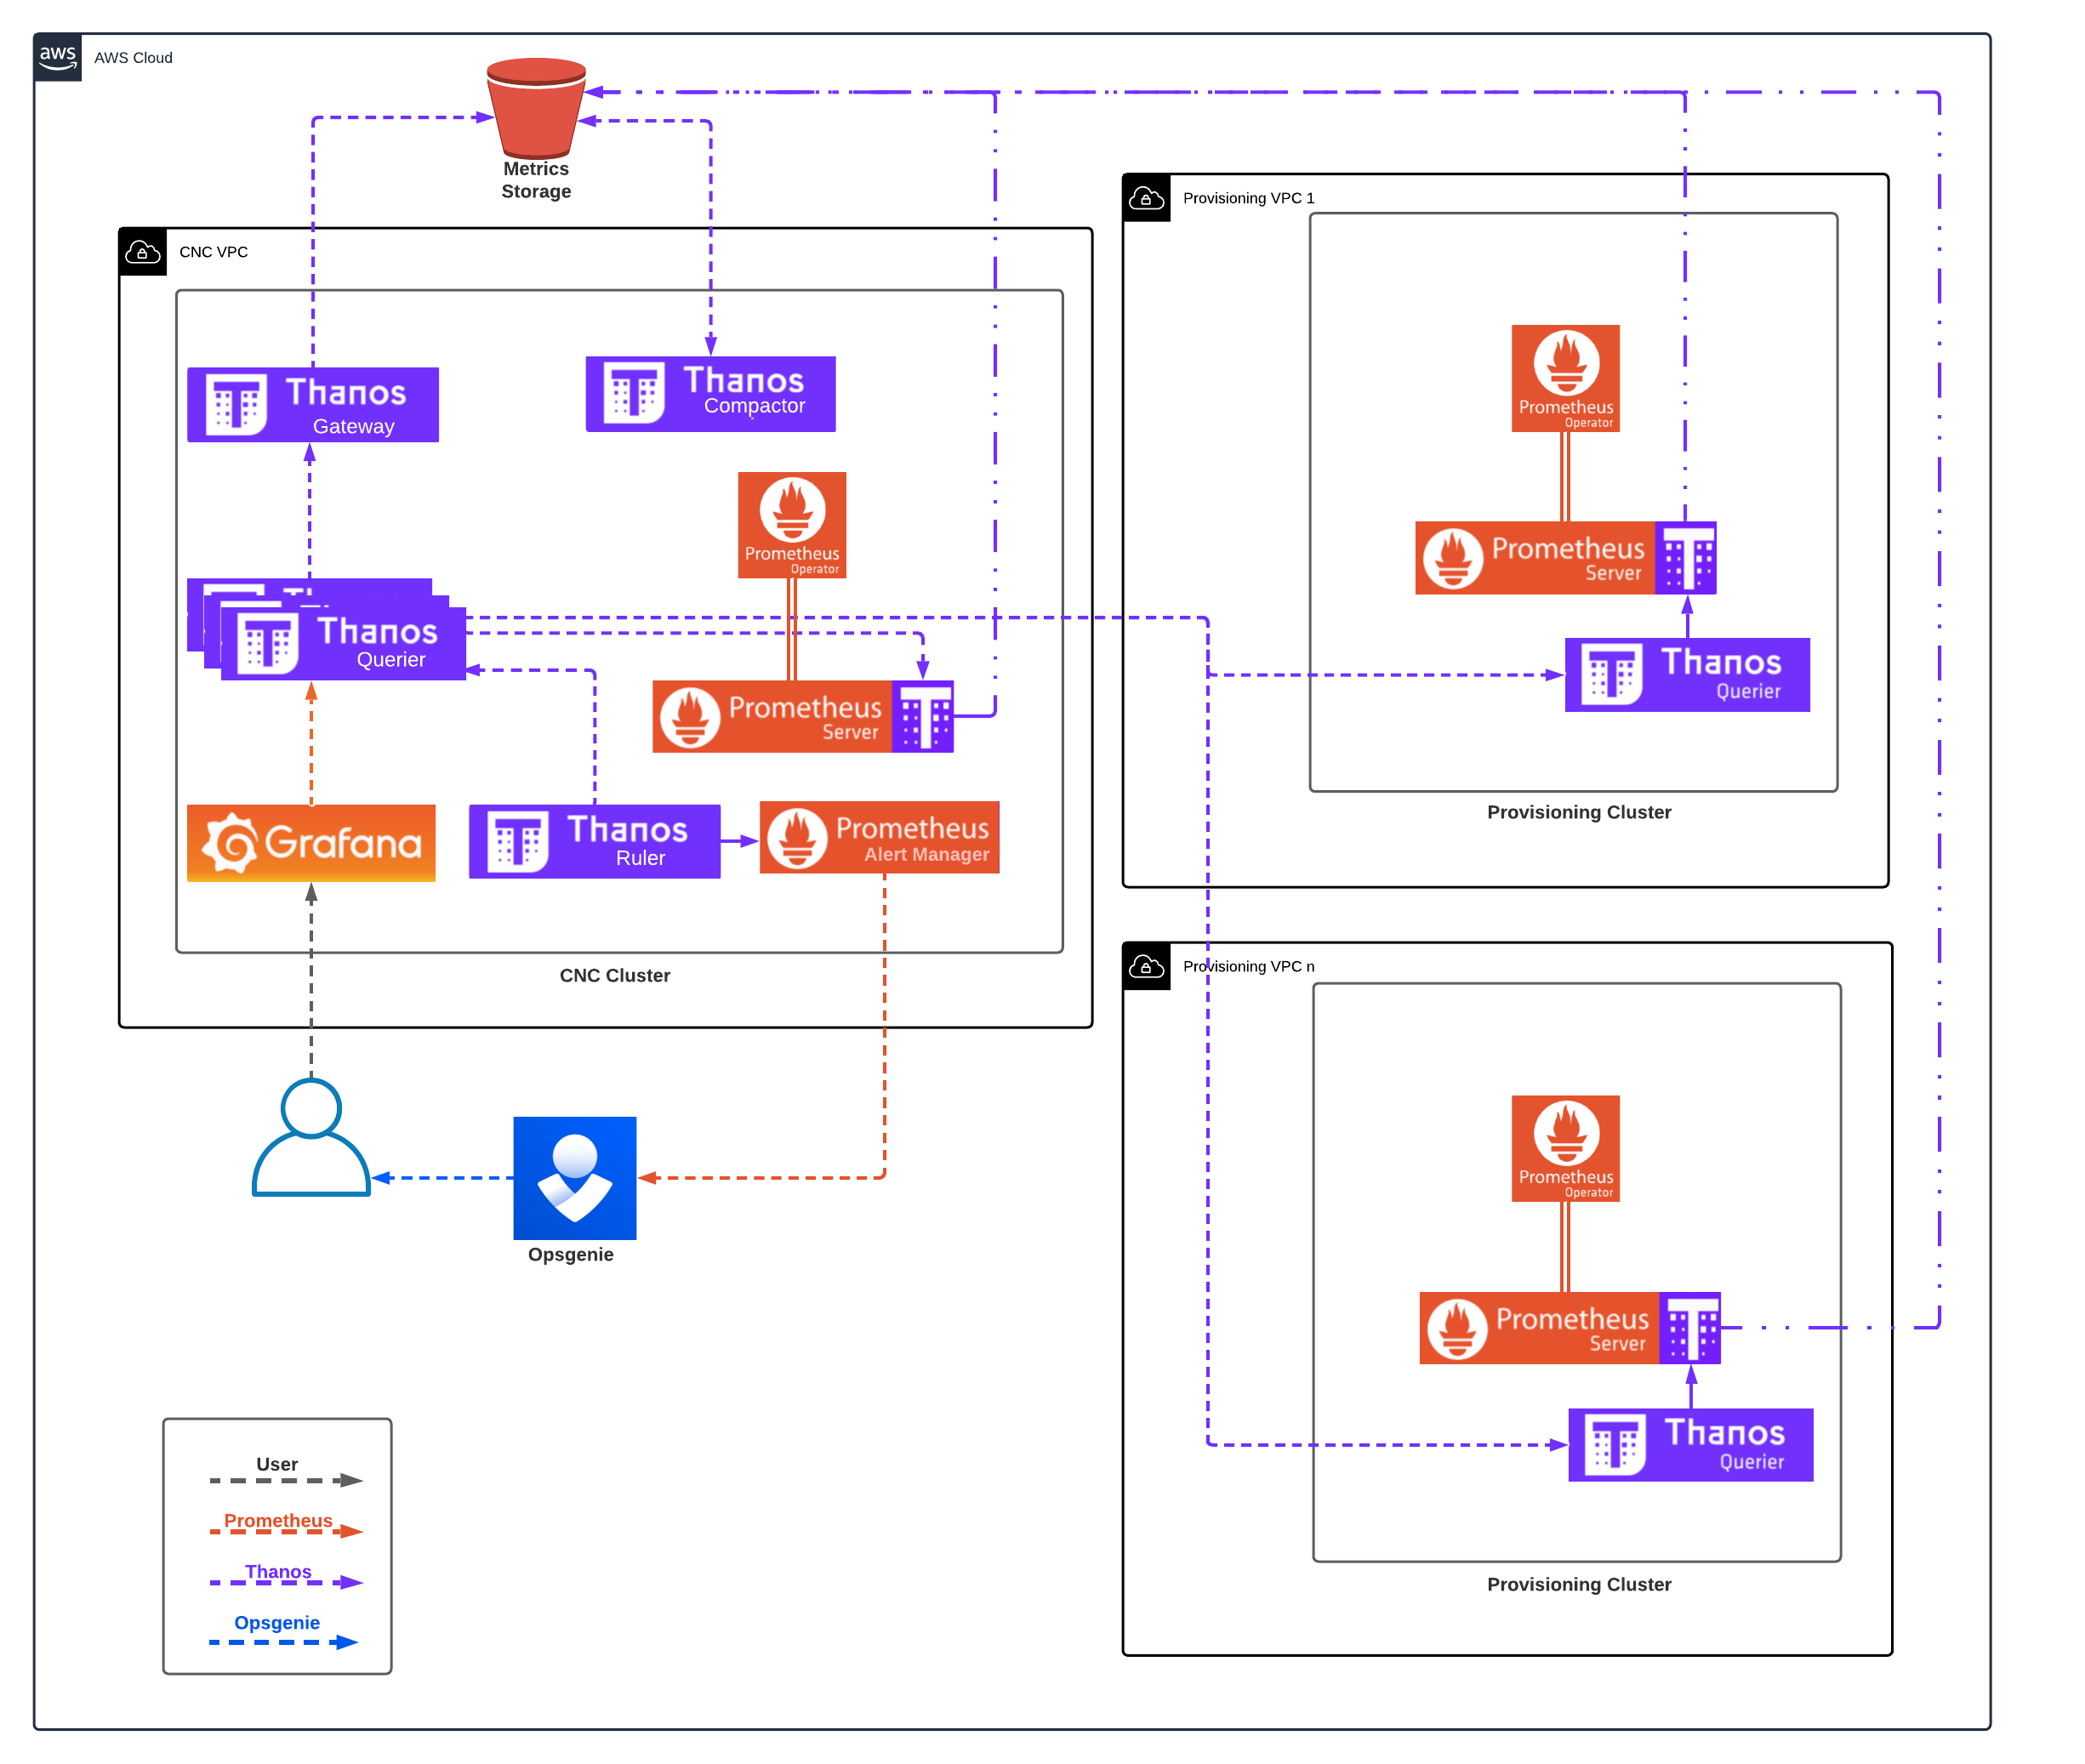 aws
AWS Cloud
Metrics
Storage
CNC VPC
Thanos
Gateway
Thanos
Compactor
Prometheus
Operator
Thanos
Querier
Prometheus
Server
Grafana
Thanos
Ruler
Prometheus
Alert Manager
CNC Cluster
Opsgenie
Provisioning VPC 1
Prometheus
Operator
Prometheus
Server
Thanos
Querier
Provisioning Cluster
Provisioning VPC n
Prometheus
Operator
Prometheus
Server
Thanos
Querier
Provisioning Cluster
User
Prometheus
Thanos
Opsgenie